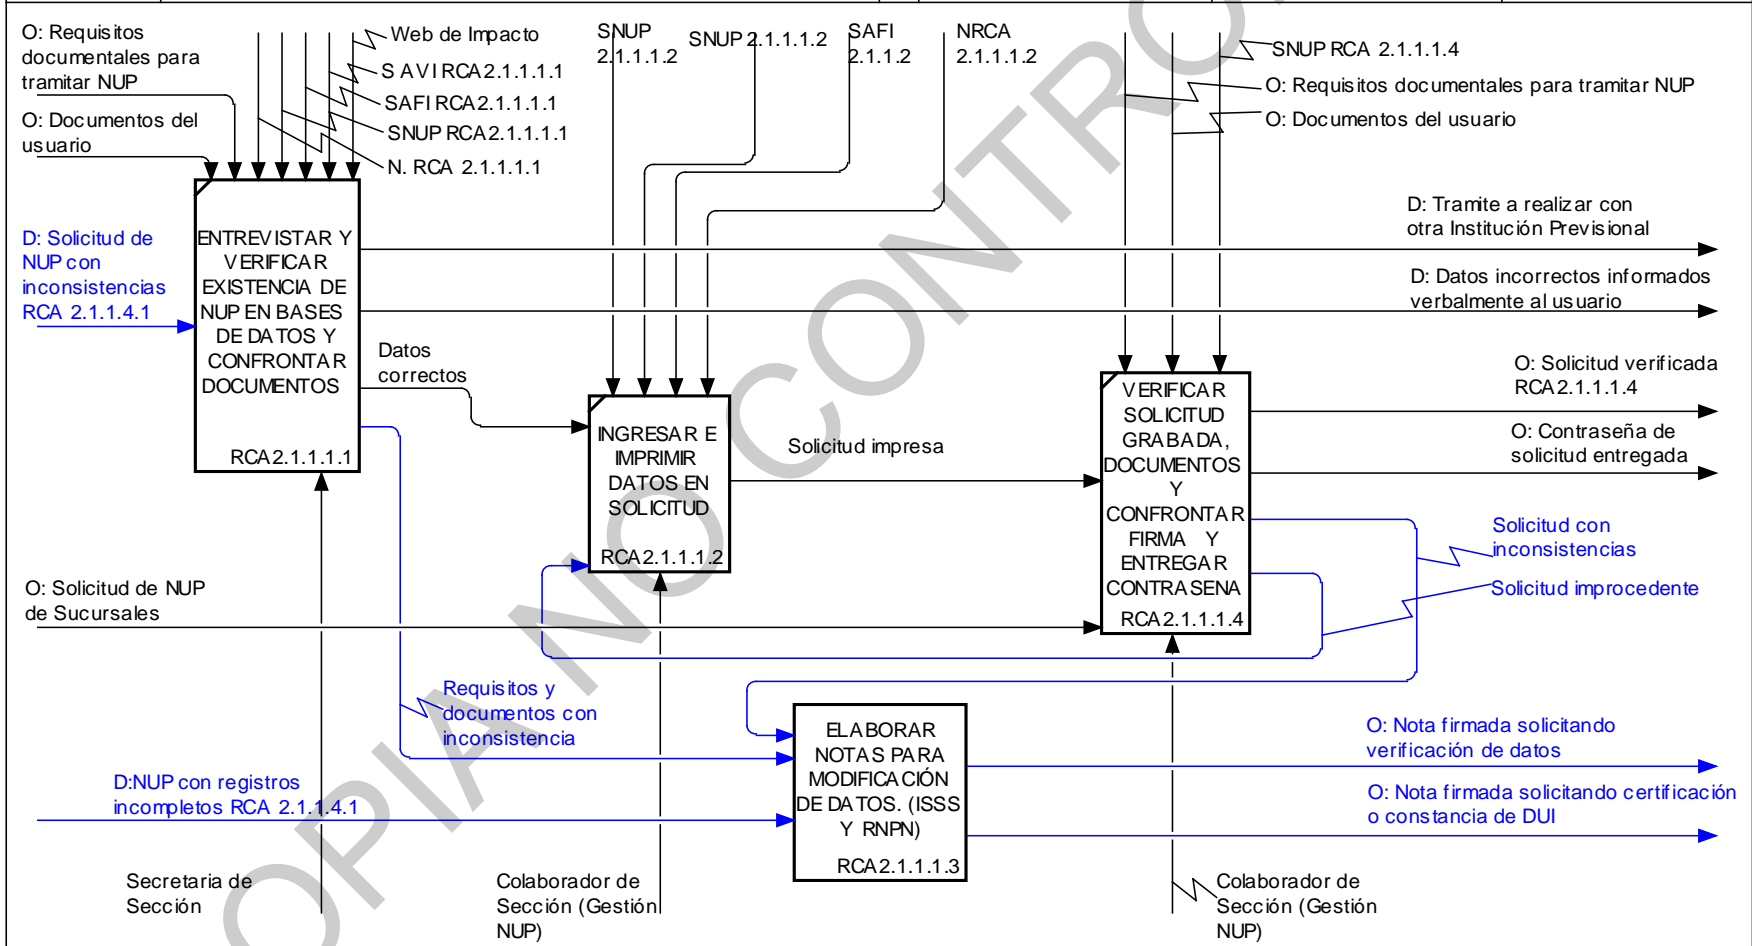 O: Requisitos
documentales para
tramitar NUP
O: Documentos del
usuario
Web de Impacto
S AVI RCA 2.1.1.1.1
SAFI RCA 2.1.1.1.1
SNUP RCA 2.1.1.1.1
N. RCA 2.1.1.1.1
SNUP
2.1.1.1.2
SNUP 2.1.1.1.2
SAFI
2.1.1.2
NRCA
2.1.1.1.2
SNUP RCA 2.1.1.1.4
O: Requisitos documentales para tramitar NUP
O: Documentos del usuario
D: Solicitud de
NUP con
inconsistencias
RCA 2.1.1.4.1
ENTREVISTAR Y
VERIFICAR
EXISTENCIA DE
NUP EN BASES
DE DATOS Y
CONFRONTAR
DOCUMENTOS
RCA 2.1.1.1.1
D: Tramite a realizar con
otra Institución Previsional
D: Datos incorrectos informados
verbalmente al usuario
Datos
correctos
INGRESAR E
IMPRIMIR
DATOS EN
SOLICITUD
RCA 2.1.1.1.2
Solicitud impresa
VERIFICAR
SOLICITUD
GRABADA,
DOCUMENTOS
Y
CONFRONTAR
FIRMA Y
ENTREGAR
CONTRASENA
RCA 2.1.1.1.4
O: Solicitud verificada
RCA 2.1.1.1.4
O: Contraseña de
solicitud entregada
Solicitud con
inconsistencias
Solicitud improcedente
O: Solicitud de NUP
de Sucursales
Requisitos y
documentos con
inconsistencia
D:NUP con registros
incompletos RCA 2.1.1.4.1
ELABORAR
NOTAS PARA
MODIFICACIÓN
DE DATOS. (ISSS
Y RNPN)
RCA 2.1.1.1.3
O: Nota firmada solicitando
verificación de datos
O: Nota firmada solicitando certificación
o constancia de DUI
Secretaria de
Sección
Colaborador de
Sección (Gestión
NUP)
Colaborador de
Sección (Gestión
NUP)
OPIA NO CONTRO